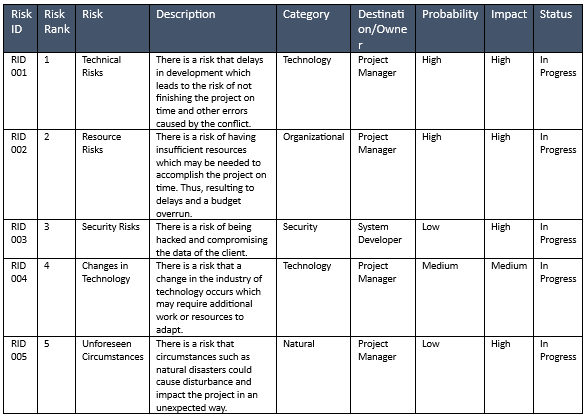 Risk
ID
Risk
Rank
Risk
Description
Category
Destinati
on/Owne
r
Probability
Impact
Status
RID
001
1
Technical
Risks
There is a risk that delays
in development which
leads to the risk of not
finishing the project on
time and other errors
caused by the conflict.
Technology
Project
Manager
High
High
In
Progress
RID
002
2
Resource
Risks
There is a risk of having
insufficient resources
which may be needed to
accomplish the project on
time. Thus, resulting to
delays and a budget
overrun.
Organizational
Project
Manager
High
High
In
Progress
RID
003
3
Security Risks
There is a risk of being
hacked and compromising
the data of the client.
Security
System
Developer
Low
High
In
Progress
RID
004
4
Changes in
Technology
There is a risk that a
change in the industry of
technology occurs which
may require additional
work or resources to
adapt.
Technology
Project
Manager
Medium
Medium
In
Progress
RID
005
5
Unforeseen
Circumstances
There is a risk that
circumstances such as
natural disasters could
cause disturbance and
impact the project in an
unexpected way.
Natural
Project
Manager
Low
High
In
Progress